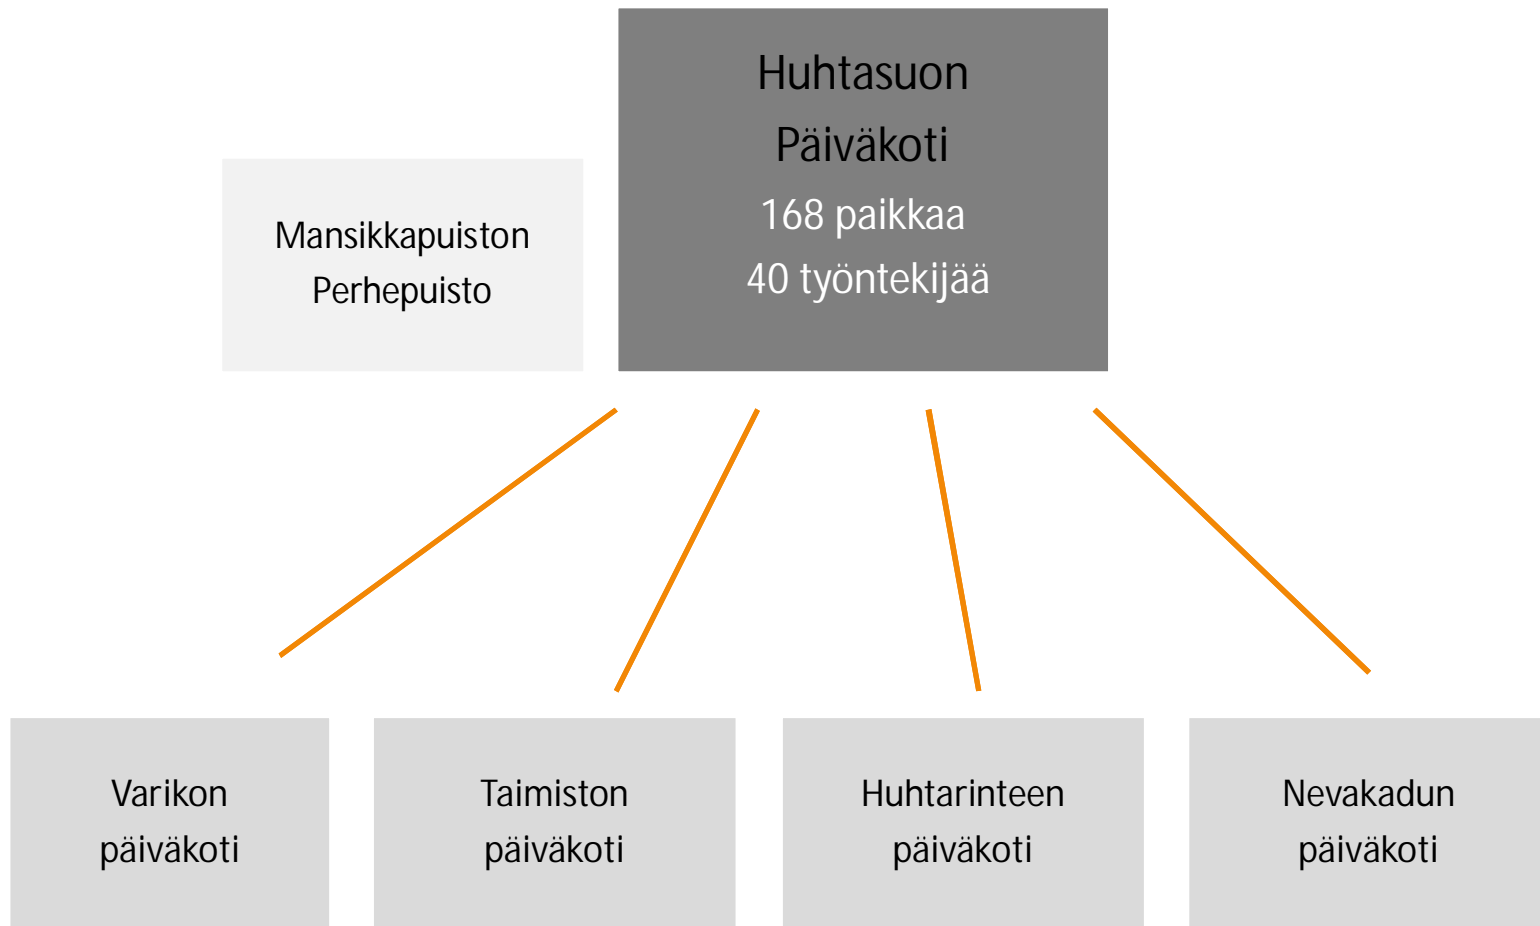 Huhtasuon
Päiväkoti
168 paikkaa
40 työntekijää
Mansikkapuiston
Perhepuisto
Varikon
päiväkoti
Taimiston
päiväkoti
Huhtarinteen
päiväkoti
Nevakadun
päiväkoti